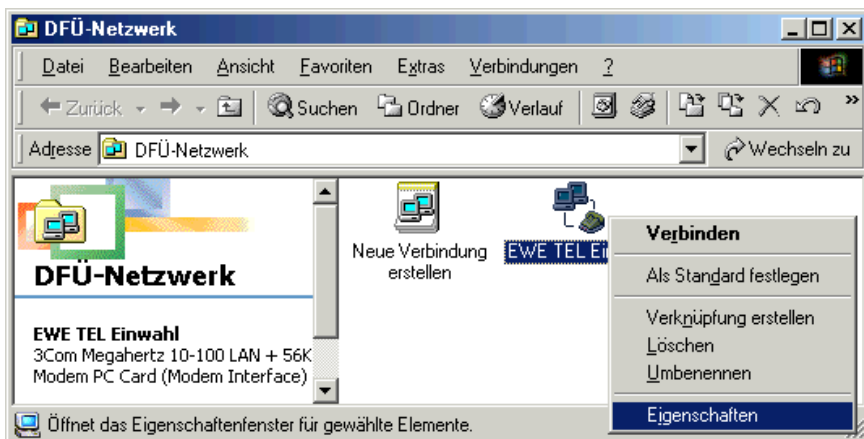 DFÜ-Netzwerk
Datei Bearbeiten Ansicht Favoriten Extras Verbindungen ?
Zurück Suchen Ordner Verlauf »
Adresse DFÜ-Netzwerk Wechseln zu
DFÜ-Netzwerk
EWE TEL Einwahl
3Com Megahertz 10-100 LAN + 56K
Modem PC Card (Modem Interface)
Neue Verbindung
erstellen
EWE TEL Ei
Verbinden
Als Standard festlegen
Verknüpfung erstellen
Löschen
Umbenennen
Eigenschaften
Öffnet das Eigenschaftenfenster für gewählte Elemente.